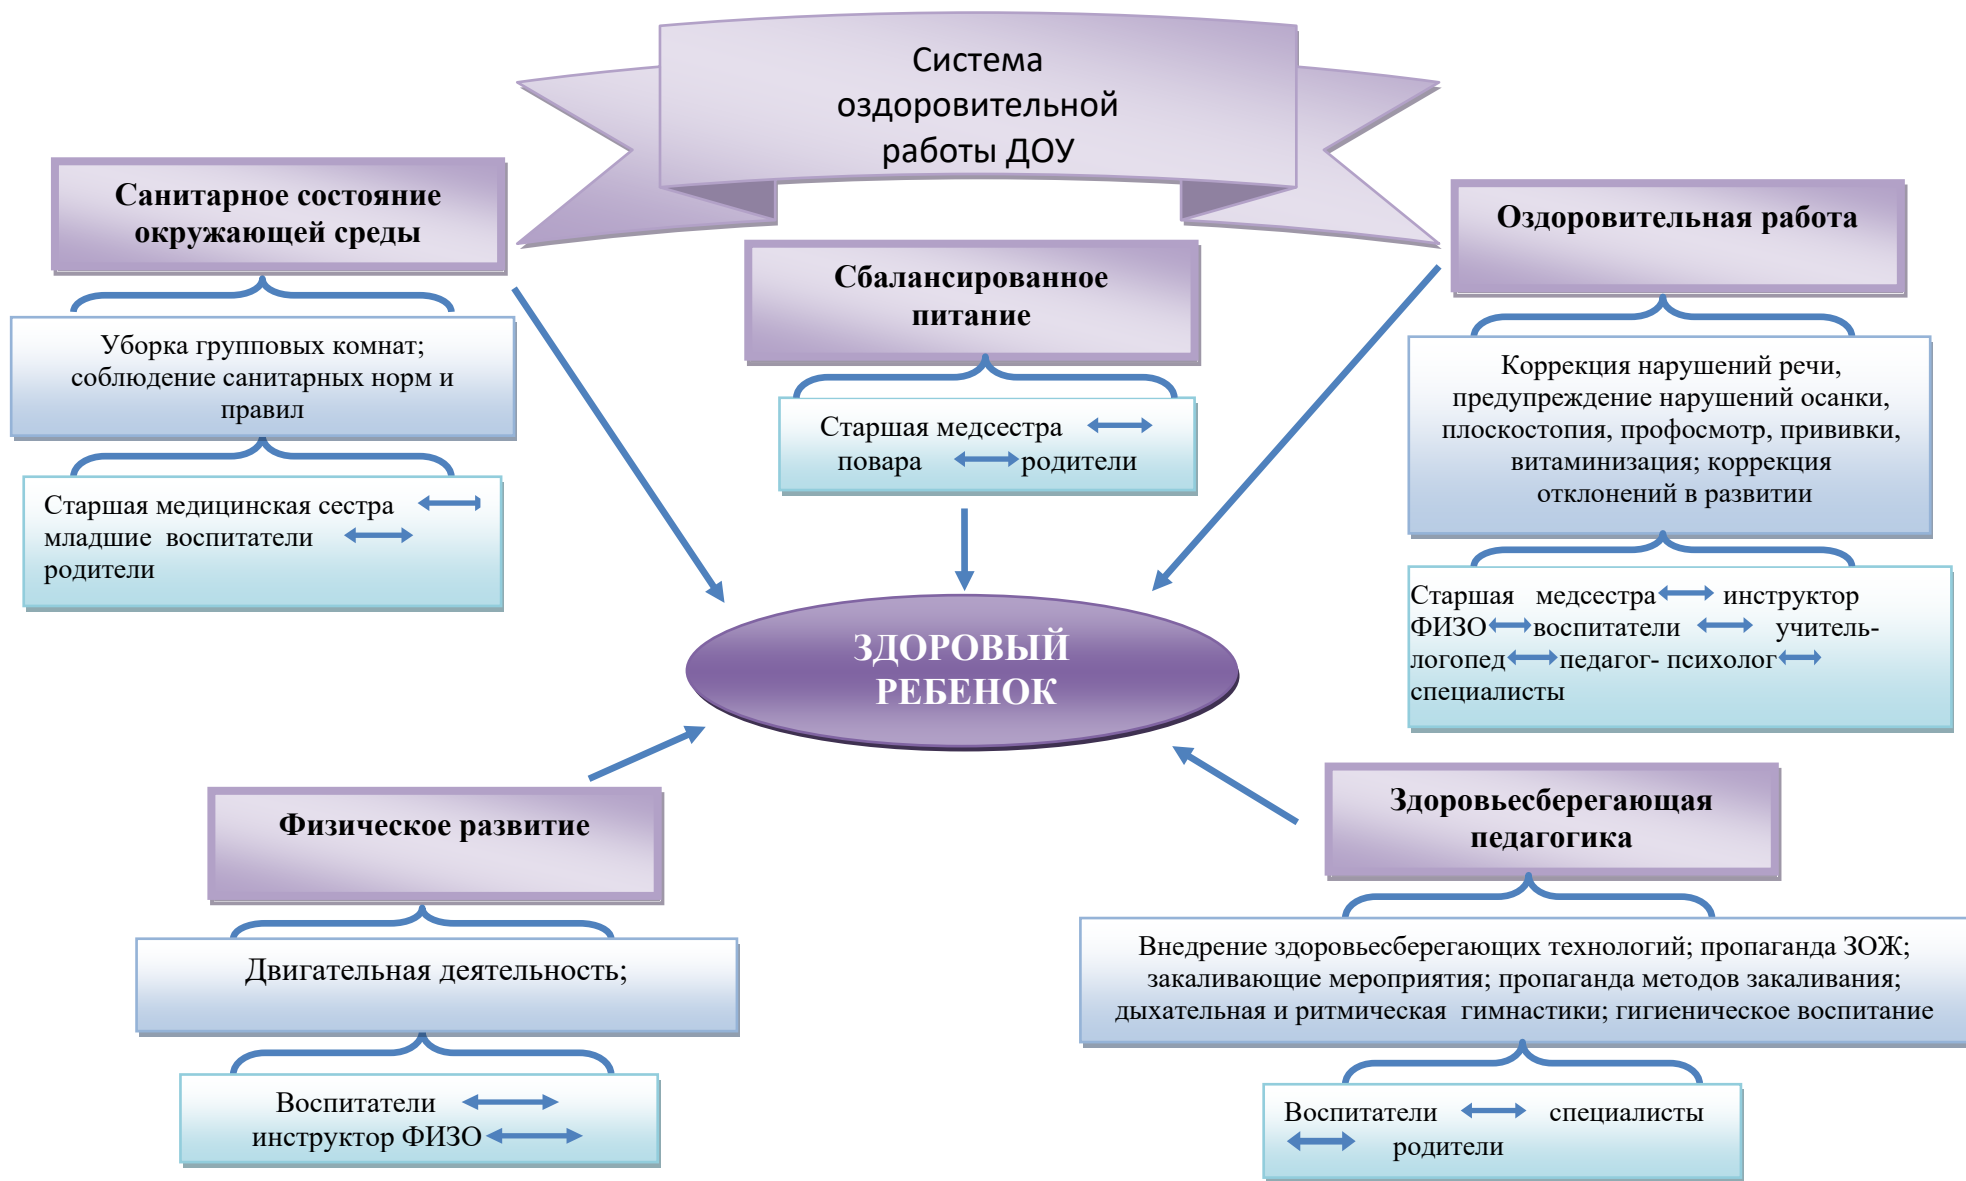 Система
оздоровительной
работы ДОУ
Санитарное состояние
окружающей среды
Уборка групповых комнат;
соблюдение санитарных норм и
правил
Старшая медицинская сестра
младшие воспитатели
родители
Сбалансированное
питание
Старшая медсестра
повара родители
Оздоровительная работа
Коррекция нарушений речи,
предупреждение нарушений осанки,
плоскостопия, профосмотр, прививки,
витаминизация; коррекция
отклонений в развитии
Старшая медсестра инструктор
ФИЗО воспитатели учитель-
логопед педагог- психолог
специалисты
ЗДОРОВЫЙ
РЕБЕНОК
Физическое развитие
Двигательная деятельность;
Воспитатели
инструктор ФИЗО
Здоровьесберегающая
педагогика
Внедрение здоровьесберегающих технологий; пропаганда ЗОЖ;
закаливающие мероприятия; пропаганда методов закаливания;
дыхательная и ритмическая гимнастики; гигиеническое воспитание
Воспитатели специалисты
родители